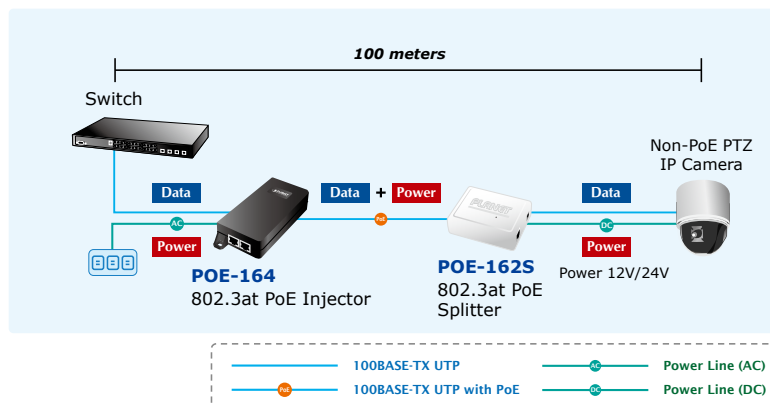 100 meters
Switch
Non-PoE PTZ
IP Camera
Data
Data + Power
Data
AC
PoE
DC
Power
Power
PLANET
POE-164
802.3at PoE Injector
POE-162S
802.3at PoE
Splitter
Power 12V/24V
100BASE-TX UTP
AC
Power Line (AC)
PoE
100BASE-TX UTP with PoE
DC
Power Line (DC)